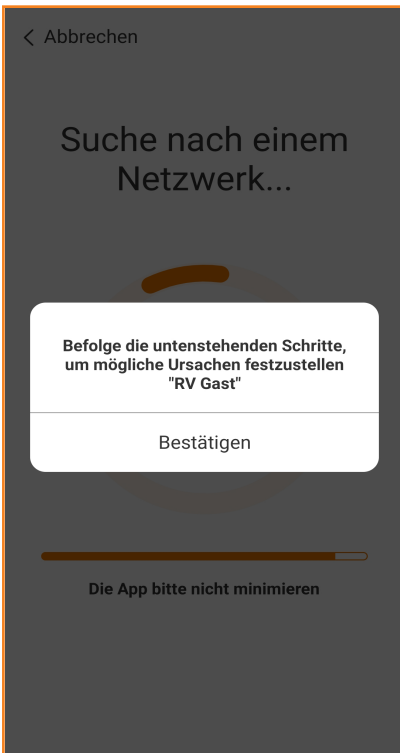 Abbrechen
Suche nach einem
Netzwerk...
Befolge die untenstehenden Schritte,
um mögliche Ursachen festzustellen
"RV Gast"
Bestätigen
Die App bitte nicht minimieren